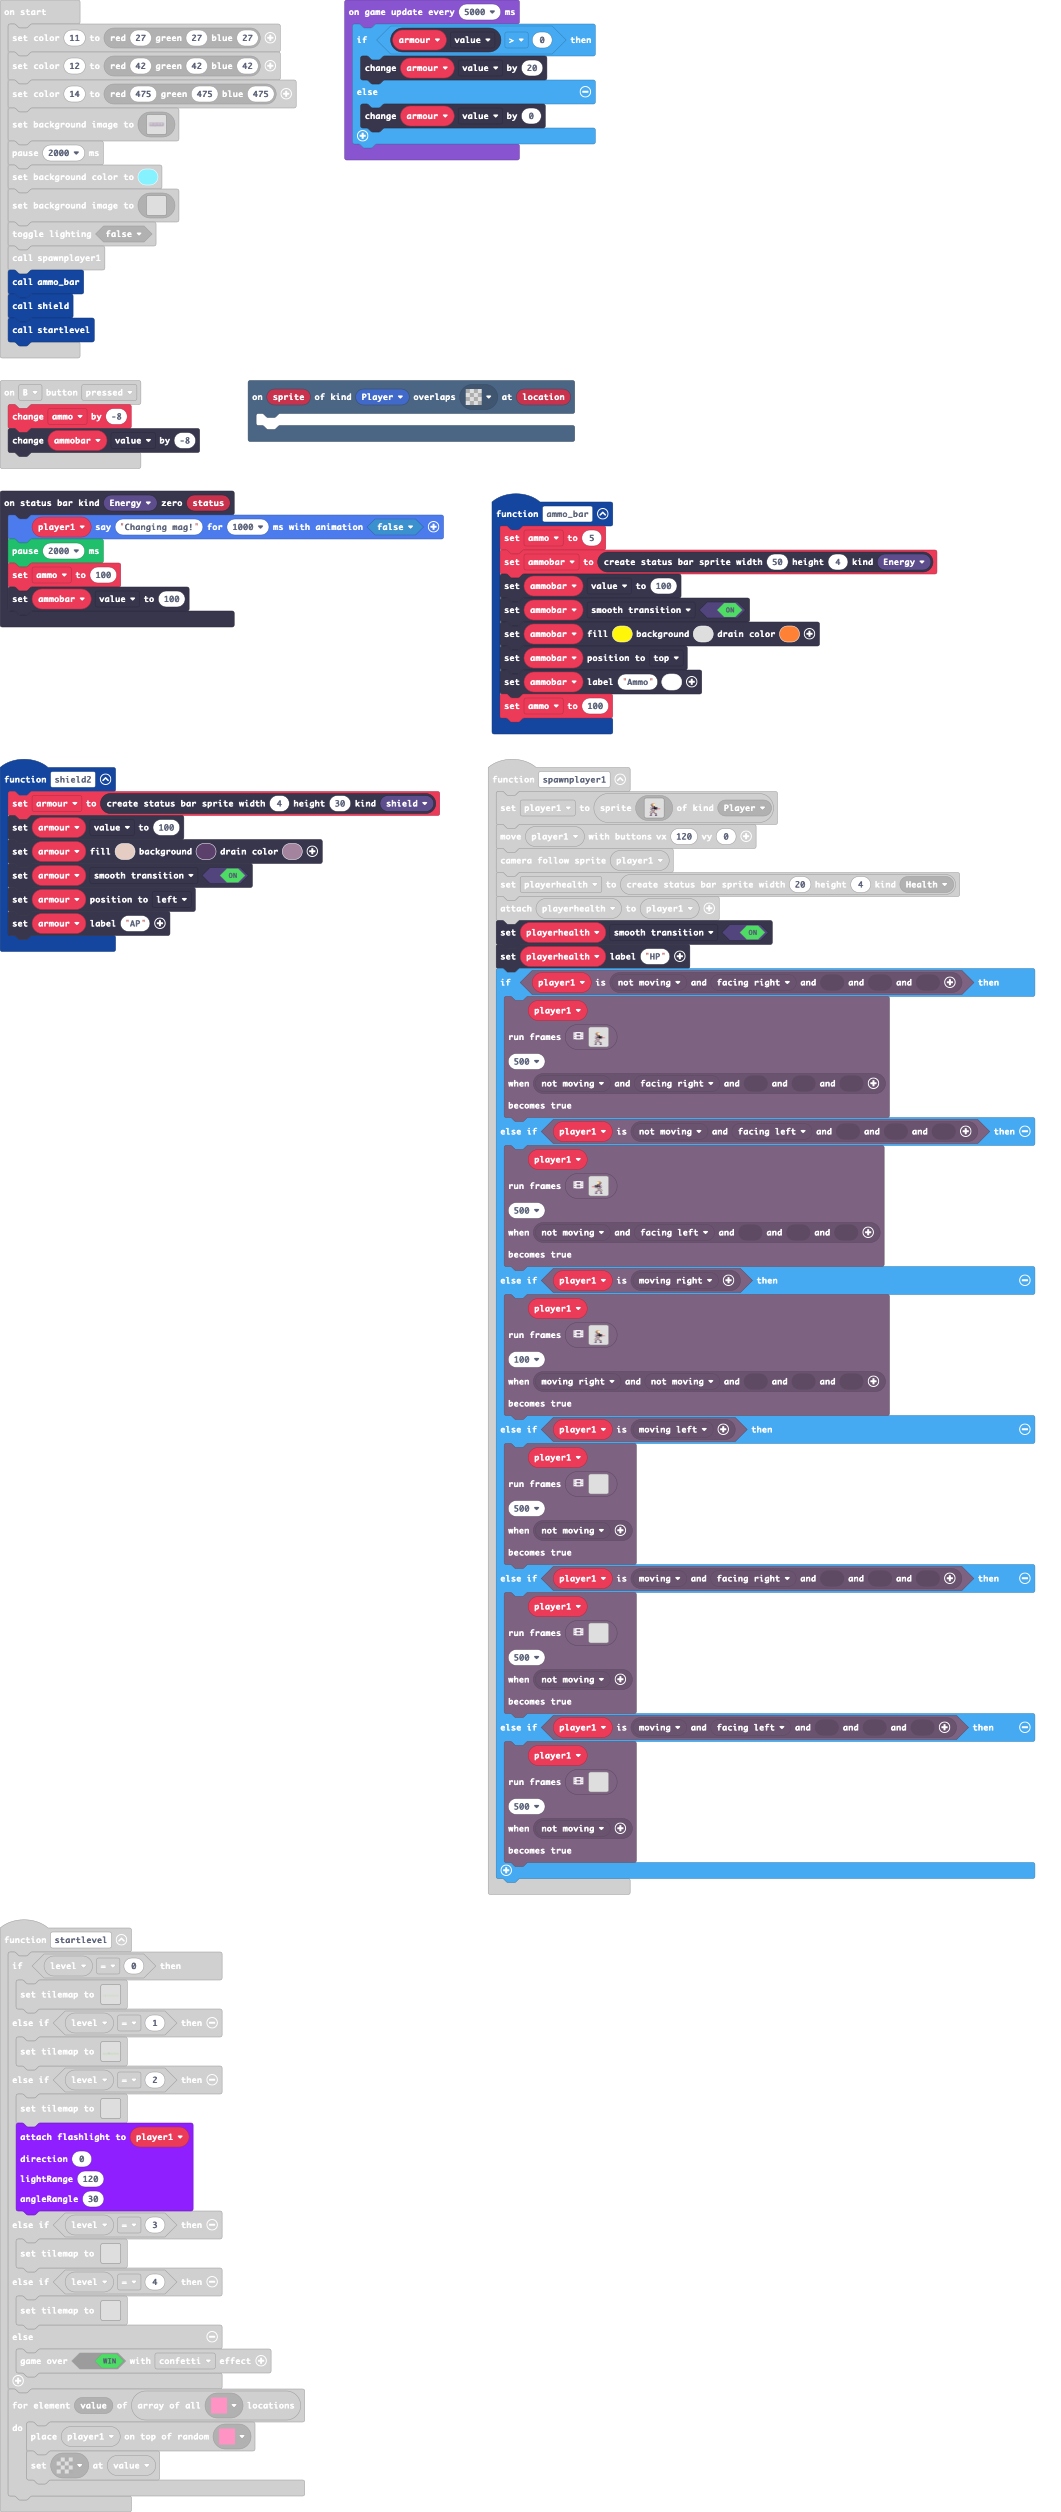 on start
set color 11 to red 27 green 27 blue 27
set color 12 to red 42 green 42 blue 42
set color 14 to red 475 green 475 blue 475
set background image to
pause 2000 ms
set background color to
set background image to
toggle lighting false
call spawnplayer1
call ammo_bar
call shield
call startlevel
on game update every 5000 ms
if armour value > 0 then
change armour value by 20
else
change armour value by 0
on B button pressed
change ammo by -8
change ammobar value by -8
on sprite of kind Player overlaps at location
on status bar kind Energy zero status
player1 say "Changing mag!" for 1000 ms with animation false
pause 2000 ms
set ammo to 100
set ammobar value to 100
function ammo_bar
set ammo to 5
set ammobar to create status bar sprite width 50 height 4 kind Energy
set ammobar value to 100
set ammobar smooth transition ON
set ammobar fill background drain color
set ammobar position to top
set ammobar label "Ammo"
set ammo to 100
function shield2
set armour to create status bar sprite width 4 height 30 kind shield
set armour value to 100
set armour fill background drain color
set armour smooth transition ON
set armour position to left
set armour label "AP"
function spawnplayer1
set player1 to sprite of kind Player
move player1 with buttons vx 120 vy 0
camera follow sprite player1
set playerhealth to create status bar sprite width 20 height 4 kind Health
attach playerhealth to player1
set playerhealth smooth transition ON
set playerhealth label "HP"
if player1 is not moving and facing right and and and then
player1
run frames
500
when not moving and facing right and and and
becomes true
else if player1 is not moving and facing left and and and then
player1
run frames
500
when not moving and facing left and and and
becomes true
else if player1 is moving right then
player1
run frames
100
when moving right and not moving and and and
becomes true
else if player1 is moving left then
player1
run frames
500
when not moving
becomes true
else if player1 is moving and facing right and and and then
player1
run frames
500
when not moving
becomes true
else if player1 is moving and facing left and and and then
player1
run frames
500
when not moving
becomes true
function startlevel
if level = 0 then
set tilemap to
else if level = 1 then
set tilemap to
else if level = 2 then
set tilemap to
attach flashlight to player1
direction 0
lightRange 120
angleRangle 30
else if level = 3 then
set tilemap to
else if level = 4 then
set tilemap to
else
game over WIN with confetti effect
for element value of array of all locations
do
place player1 on top of random
set at value